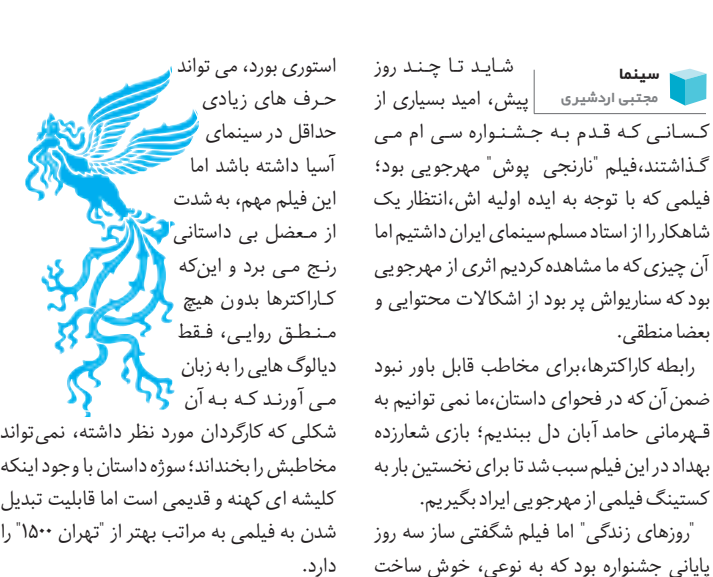 سینما
مجتبی اردشیری
شاید تا چند روز
پیش، امید بسیاری از
کسانی که قدم به جشنواره سی ام می
گذاشتند،فیلم "نارنجی پوش" مهرجویی بود؛
فیلمی که با توجه به ایده اولیه اش،انتظار یک
شاهکار را از استاد مسلم سینمای ایران داشتیم اما
آن چیزی که ما مشاهده کردیم اثری از مهرجویی
بود که سناریواش پر بود از اشکالات محتوایی و
بعضا منطقی.
رابطه کاراکترها،برای مخاطب قابل باور نبود
ضمن آن که در فحوای داستان،ما نمی توانیم به
قهرمانی حامد آبان دل ببندیم؛ بازی شعارزده
بهداد در این فیلم سبب شد تا برای نخستین بار به
کستینگ فیلمی از مهرجویی ایراد بگیریم.
"روزهای زندگی" اما فیلم شگفتی ساز سه روز
پایانی جشنواره بود که به نوعی، خوش ساخت
استوری بورد، می تواند
حرف های زیادی
حداقل در سینمای
آسیا داشته باشد اما
این فیلم مهم، به شدت
از معضل بی داستانی
رنج می برد و این‌که
کاراکترها بدون هیچ
منطق روایی، فقط
دیالوگ هایی را به زبان
می آورند که به آن
شکلی که کارگردان مورد نظر داشته، نمی‌تواند
مخاطبش را بخنداند؛ سوژه داستان با وجود اینکه
کلیشه ای کهنه و قدیمی است اما قابلیت تبدیل
شدن به فیلمی به مراتب بهتر از "تهران ۱۵۰۰" را
دارد.